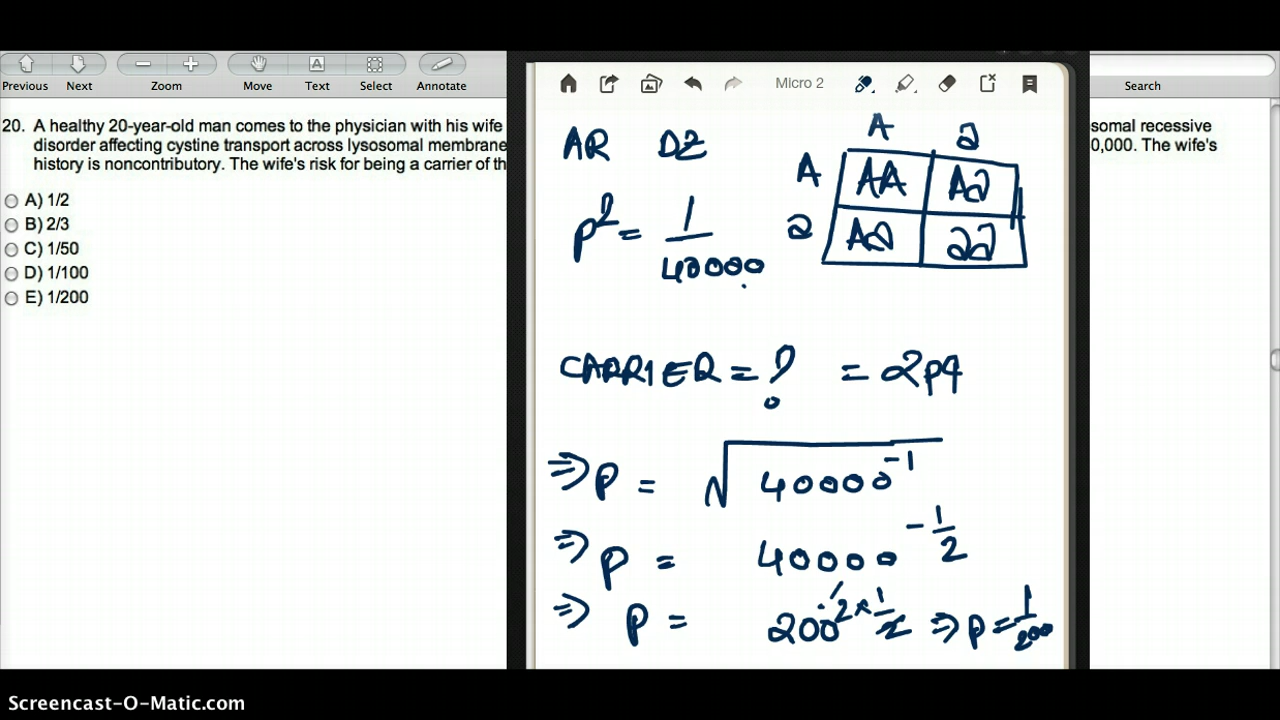 Previous Next Zoom Move Text Select Annotate Search
Micro 2
20. A healthy 20-year-old man comes to the physician with his wife
somal recessive
disorder affecting cystine transport across lysosomal membrane
0,000. The wife's
history is noncontributory. The wife's risk for being a carrier of th
A) 1/2
B) 2/3
C) 1/50
D) 1/100
E) 1/200
AR DZ
p² = 1/40000
A a
A AA Aa
a Aa aa
CARRIER = ? = 2pq
⇒ p = √40000⁻¹
⇒ p = 40000^-1/2
⇒ p = 200^-2×1/2 ⇒ p = 1/200
Screencast-O-Matic.com